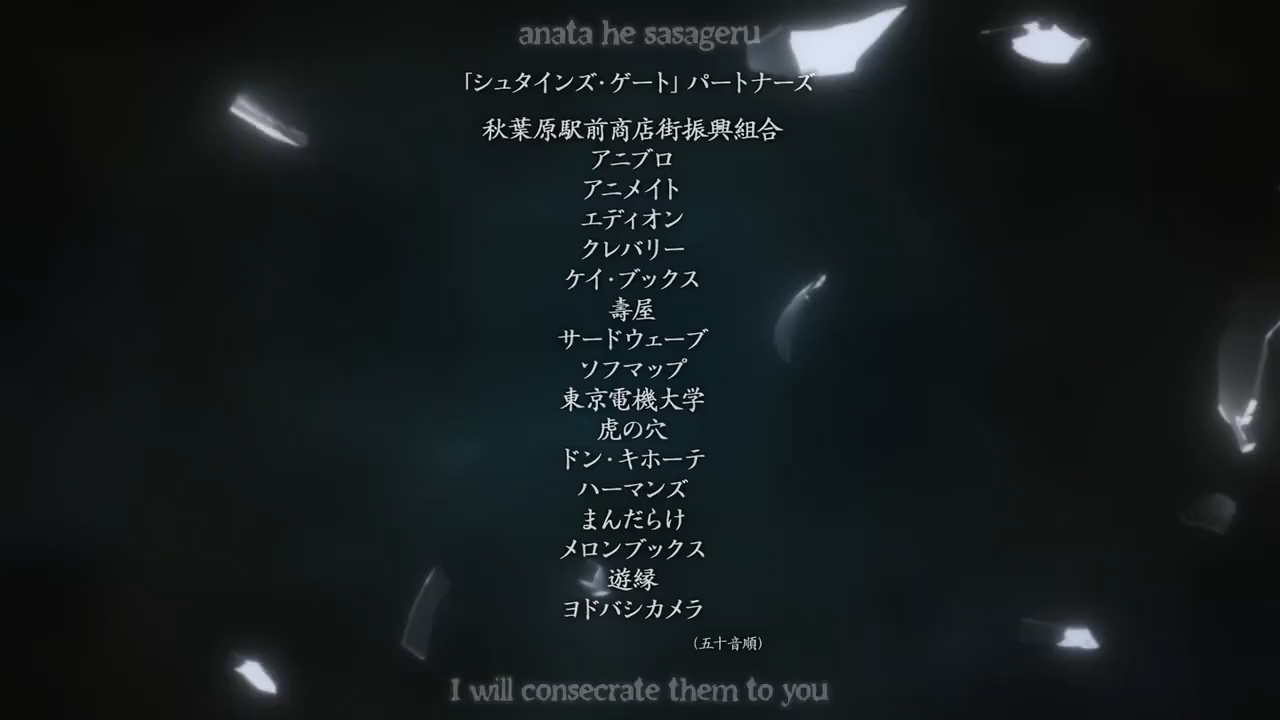 anata he sasageru
「シュタインズ・ゲート」パートナーズ
秋葉原駅前商店街振興組合
アニブロ
アニメイト
エディオン
クレバリー
ケイ・ブックス
壽屋
サードウェーブ
ソフマップ
東京電機大学
虎の穴
ドン・キホーテ
ハーマンズ
まんだらけ
メロンブックス
遊縁
ヨドバシカメラ
(五十音順)
I will consecrate them to you